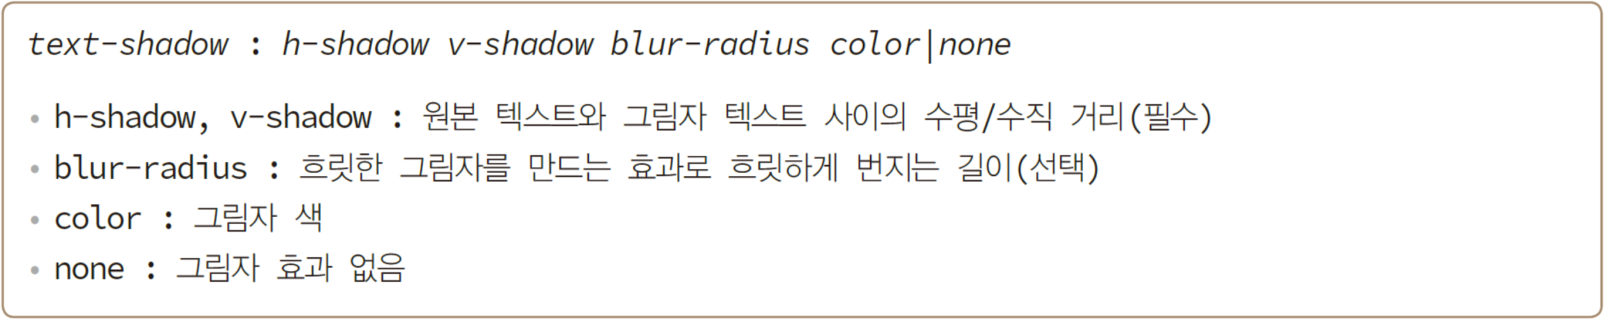 text-shadow : h-shadow v-shadow blur-radius color|none
• h-shadow, v-shadow : 원본 텍스트와 그림자 텍스트 사이의 수평/수직 거리(필수)
• blur-radius : 흐릿한 그림자를 만드는 효과로 흐릿하게 번지는 길이(선택)
• color : 그림자 색
• none : 그림자 효과 없음